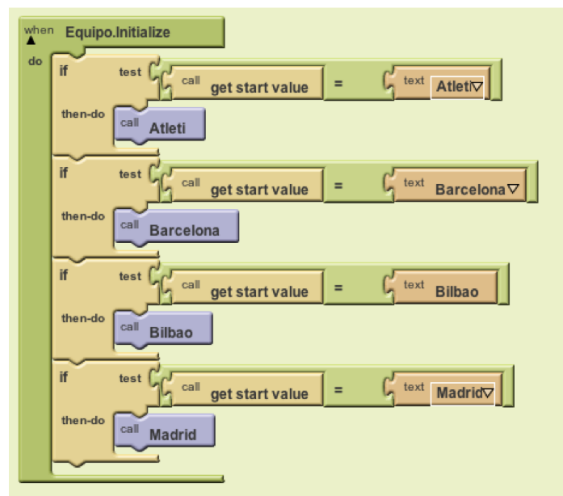 when Equipo.Initialize
do
if test call get start value = text Atleti
then-do call Atleti
if test call get start value = text Barcelona
then-do call Barcelona
if test call get start value = text Bilbao
then-do call Bilbao
if test call get start value = text Madrid
then-do call Madrid